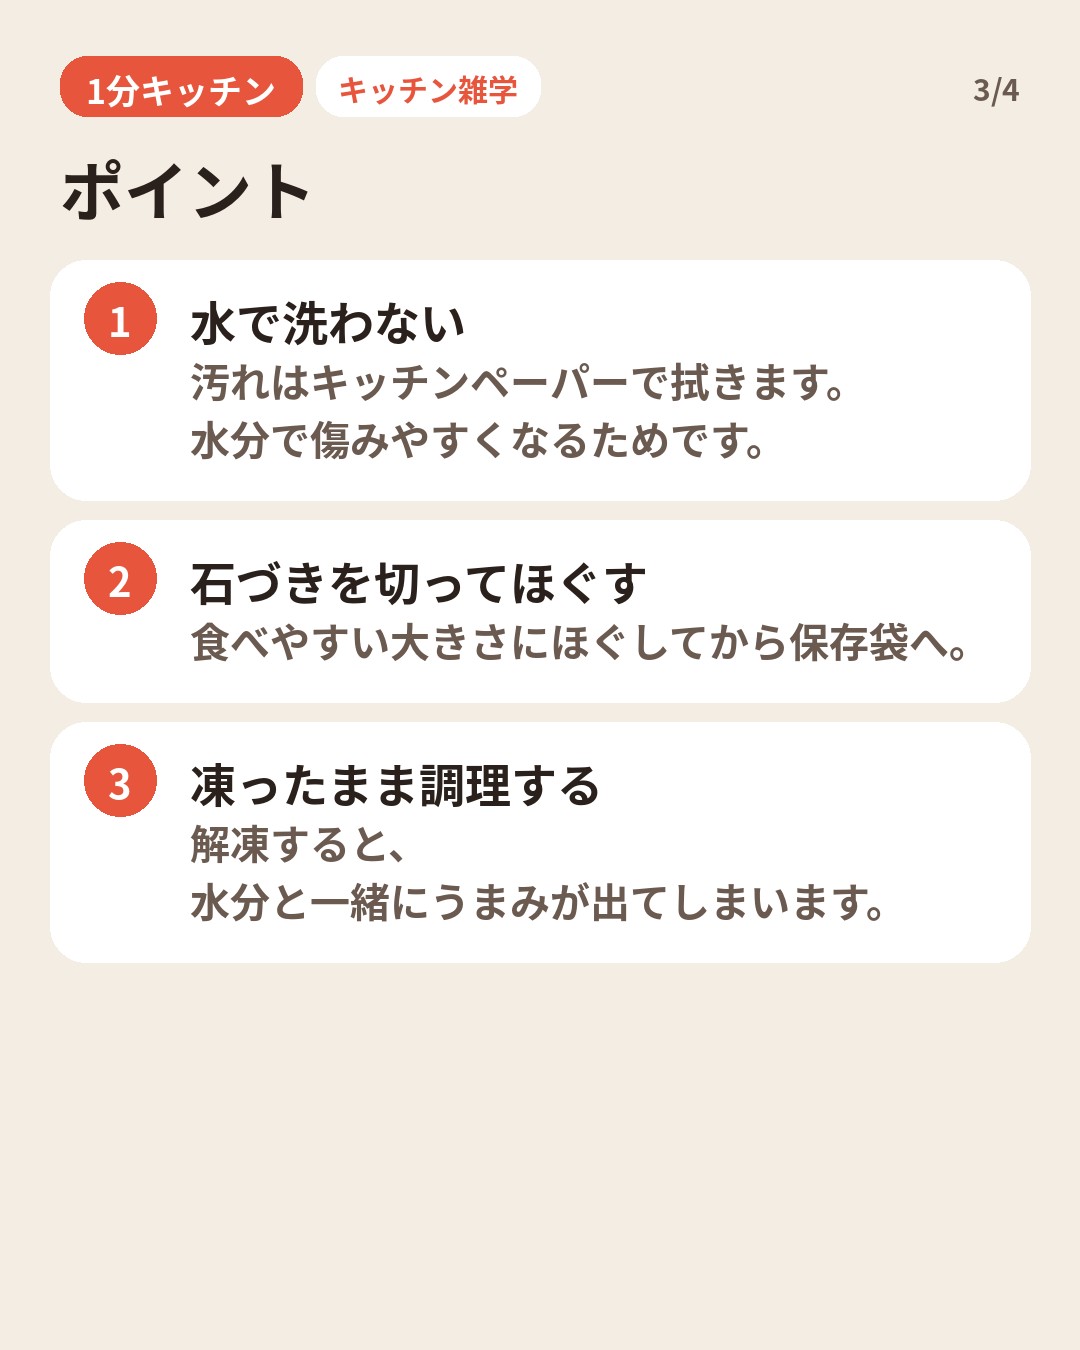 1分キッチン
キッチン雑学
3/4
ポイント
1
水で洗わない
汚れはキッチンペーパーで拭きます。
水分で傷みやすくなるためです。
2
石づきを切ってほぐす
食べやすい大きさにほぐしてから保存袋へ。
3
凍ったまま調理する
解凍すると、
水分と一緒にうまみが出てしまいます。